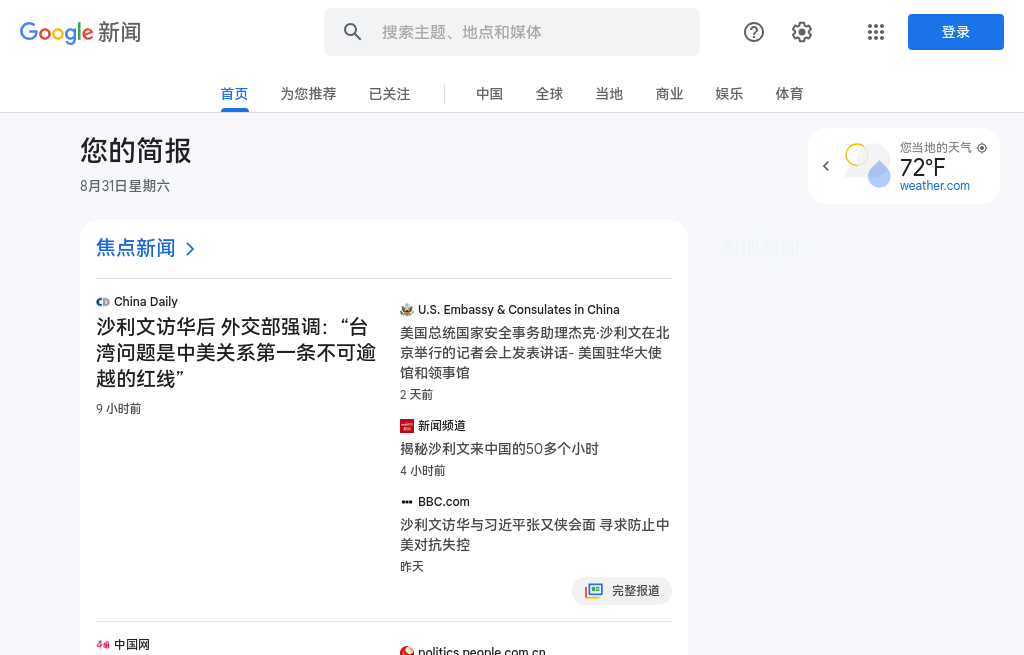 Google 新闻
搜索主题、地点和媒体
登录
首页
为您推荐
已关注
中国
全球
当地
商业
娱乐
体育
您的简报
8月31日星期六
您当地的天气
72°F
weather.com
焦点新闻
本地新闻
China Daily
沙利文访华后 外交部强调：“台
湾问题是中美关系第一条不可逾
越的红线”
9 小时前
U.S. Embassy & Consulates in China
美国总统国家安全事务助理杰克·沙利文在北
京举行的记者会上发表讲话- 美国驻华大使
馆和领事馆
2 天前
新闻频道
揭秘沙利文来中国的50多个小时
4 小时前
BBC.com
沙利文访华与习近平张又侠会面 寻求防止中
美对抗失控
昨天
完整报道
中国网
politics.people.com.cn